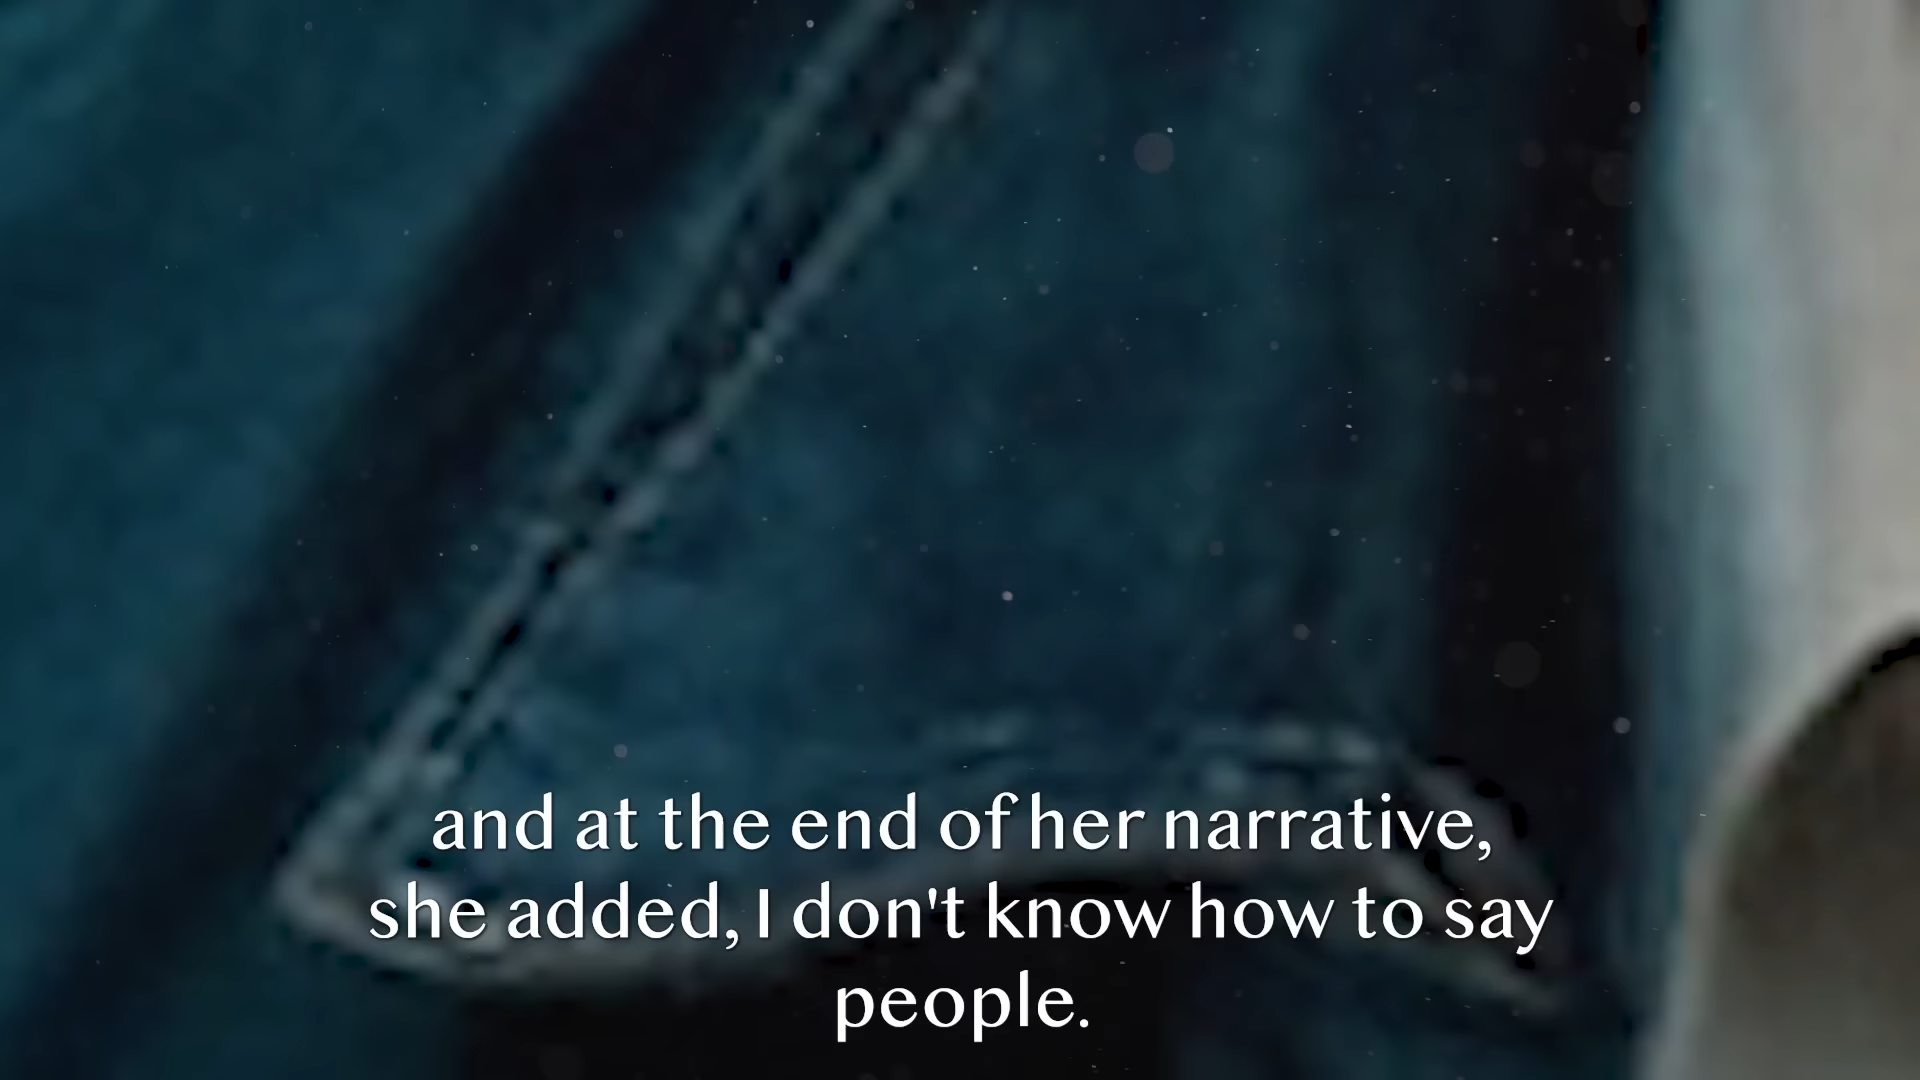 and at the end of her narrative,
she added, I don't know how to say
people.